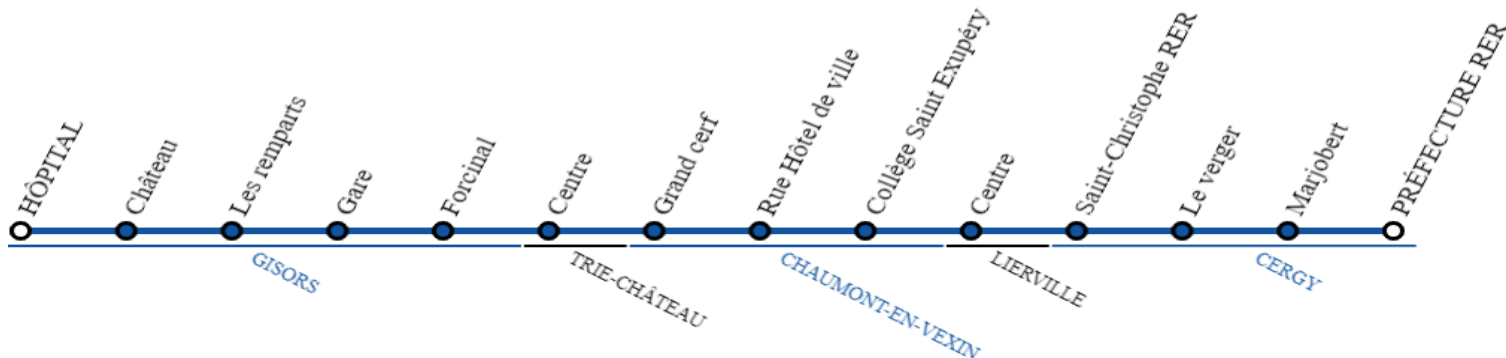 HÔPITAL
Château
Les remparts
Gare
Forcinal
Centre
Grand cerf
Rue Hôtel de ville
Collège Saint Exupéry
Centre
Saint-Christophe RER
Le verger
Marjobert
PRÉFECTURE RER
GISORS
TRIE-CHÂTEAU
CHAUMONT-EN-VEXIN
LIERVILLE
CERGY